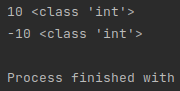 10 <class 'int'>
-10 <class 'int'>
Process finished with